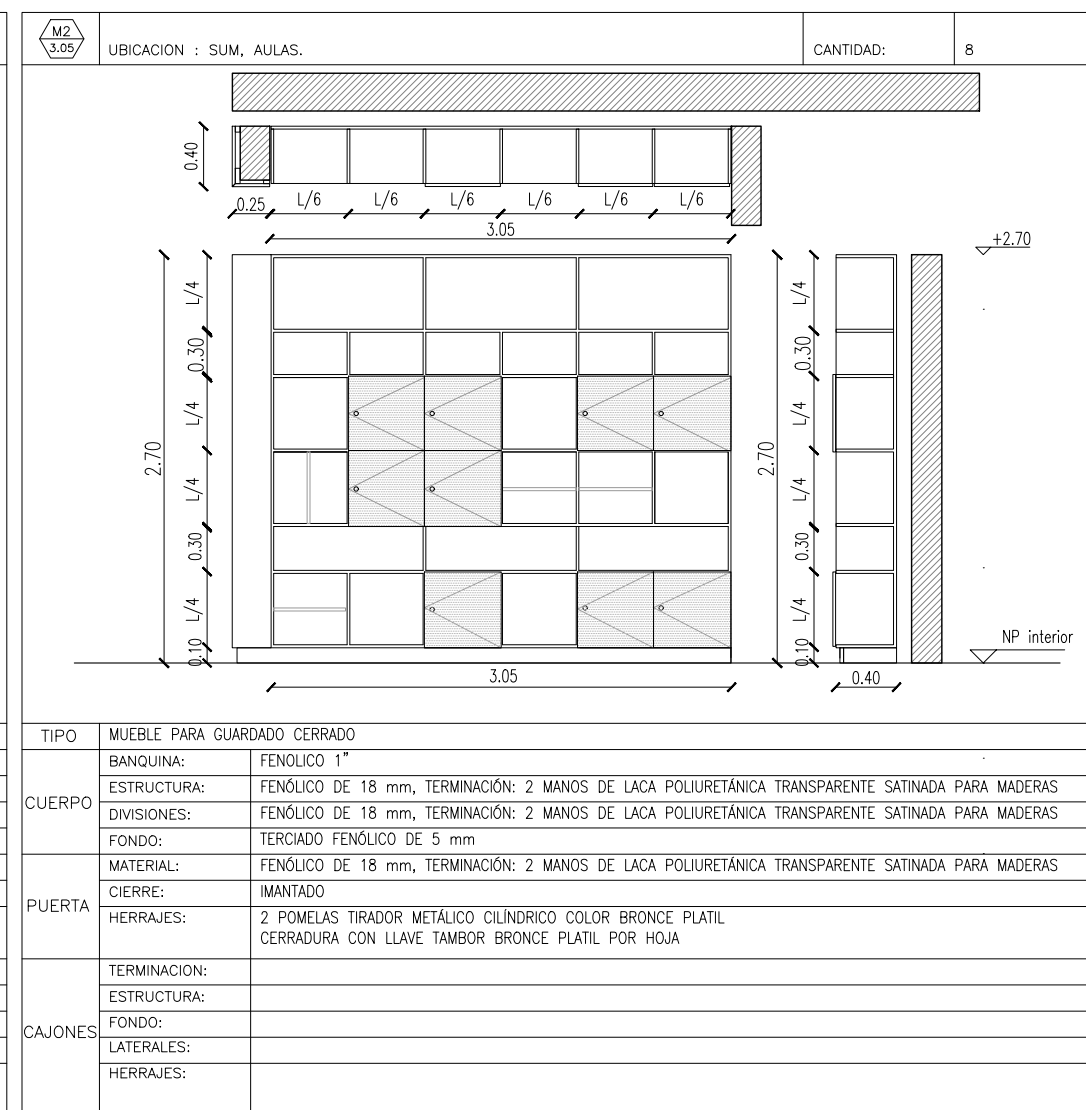 M2
3.05
UBICACION : SUM, AULAS.
CANTIDAD:
8
0.40
0.25
L/6
L/6
L/6
L/6
L/6
L/6
3.05
+2.70
2.70
L/4
0.30
L/4
L/4
0.30
L/4
0.10
2.70
L/4
0.30
L/4
L/4
0.30
L/4
0.10
NP interior
3.05
0.40
TIPO
MUEBLE PARA GUARDADO CERRADO
CUERPO
BANQUINA:
FENOLICO 1"
ESTRUCTURA:
FENÓLICO DE 18 mm, TERMINACIÓN: 2 MANOS DE LACA POLIURETÁNICA TRANSPARENTE SATINADA PARA MADERAS
DIVISIONES:
FENÓLICO DE 18 mm, TERMINACIÓN: 2 MANOS DE LACA POLIURETÁNICA TRANSPARENTE SATINADA PARA MADERAS
FONDO:
TERCIADO FENÓLICO DE 5 mm
PUERTA
MATERIAL:
FENÓLICO DE 18 mm, TERMINACIÓN: 2 MANOS DE LACA POLIURETÁNICA TRANSPARENTE SATINADA PARA MADERAS
CIERRE:
IMANTADO
HERRAJES:
2 POMELAS TIRADOR METÁLICO CILÍNDRICO COLOR BRONCE PLATIL
CERRADURA CON LLAVE TAMBOR BRONCE PLATIL POR HOJA
CAJONES
TERMINACION:
ESTRUCTURA:
FONDO:
LATERALES:
HERRAJES: